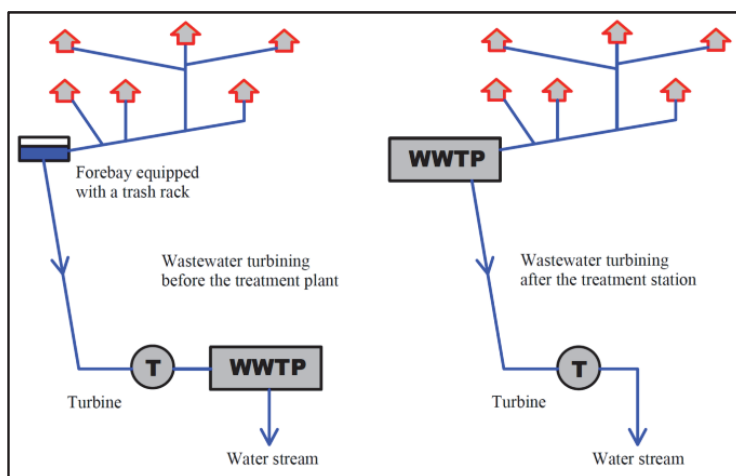 Forebay equipped
with a trash rack
Wastewater turbining
before the treatment plant
T
WWTP
Turbine
Water stream
WWTP
Wastewater turbining
after the treatment station
T
Turbine
Water stream